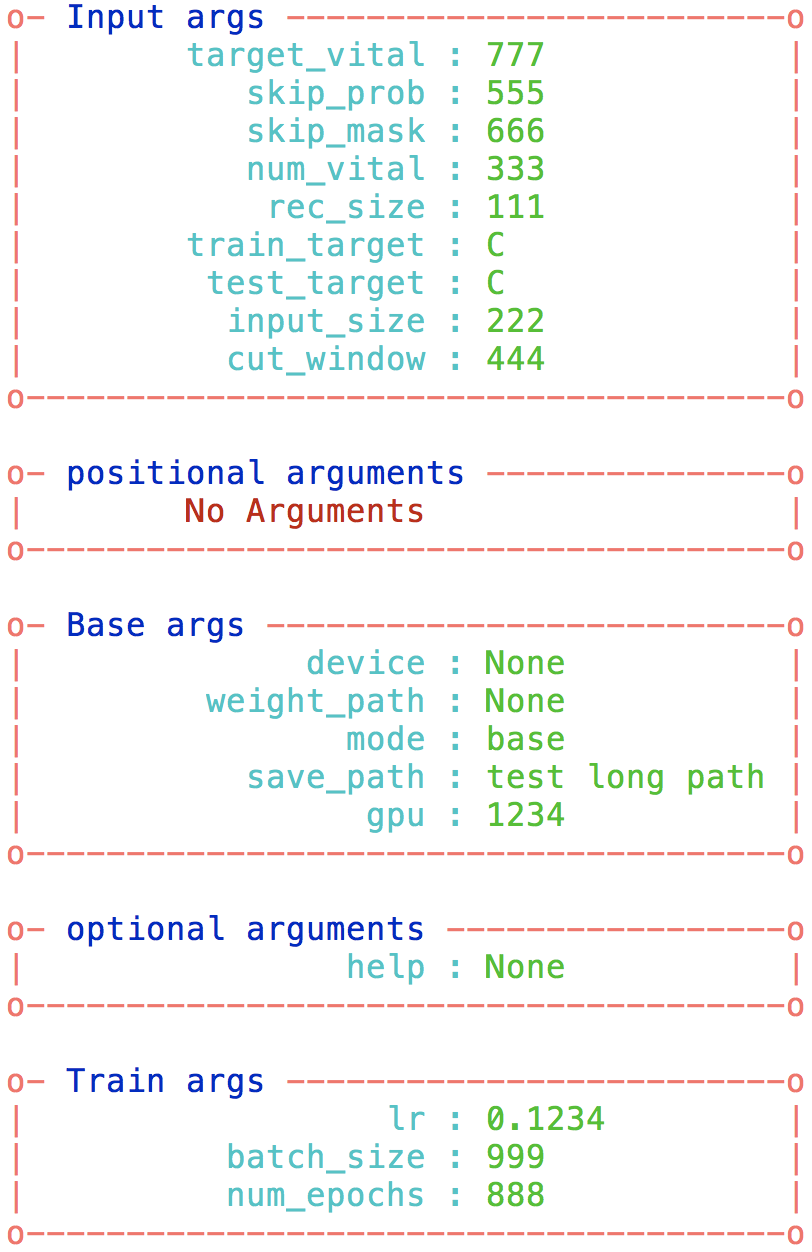 o- Input args -------------------------o
| target_vital : 777 |
| skip_prob : 555 |
| skip_mask : 666 |
| num_vital : 333 |
| rec_size : 111 |
| train_target : C |
| test_target : C |
| input_size : 222 |
| cut_window : 444 |
o--------------------------------------o
o- positional arguments ---------------o
| No Arguments |
o--------------------------------------o
o- Base args --------------------------o
| device : None |
| weight_path : None |
| mode : base |
| save_path : test long path |
| gpu : 1234 |
o--------------------------------------o
o- optional arguments -----------------o
| help : None |
o--------------------------------------o
o- Train args -------------------------o
| lr : 0.1234 |
| batch_size : 999 |
| num_epochs : 888 |
o--------------------------------------o